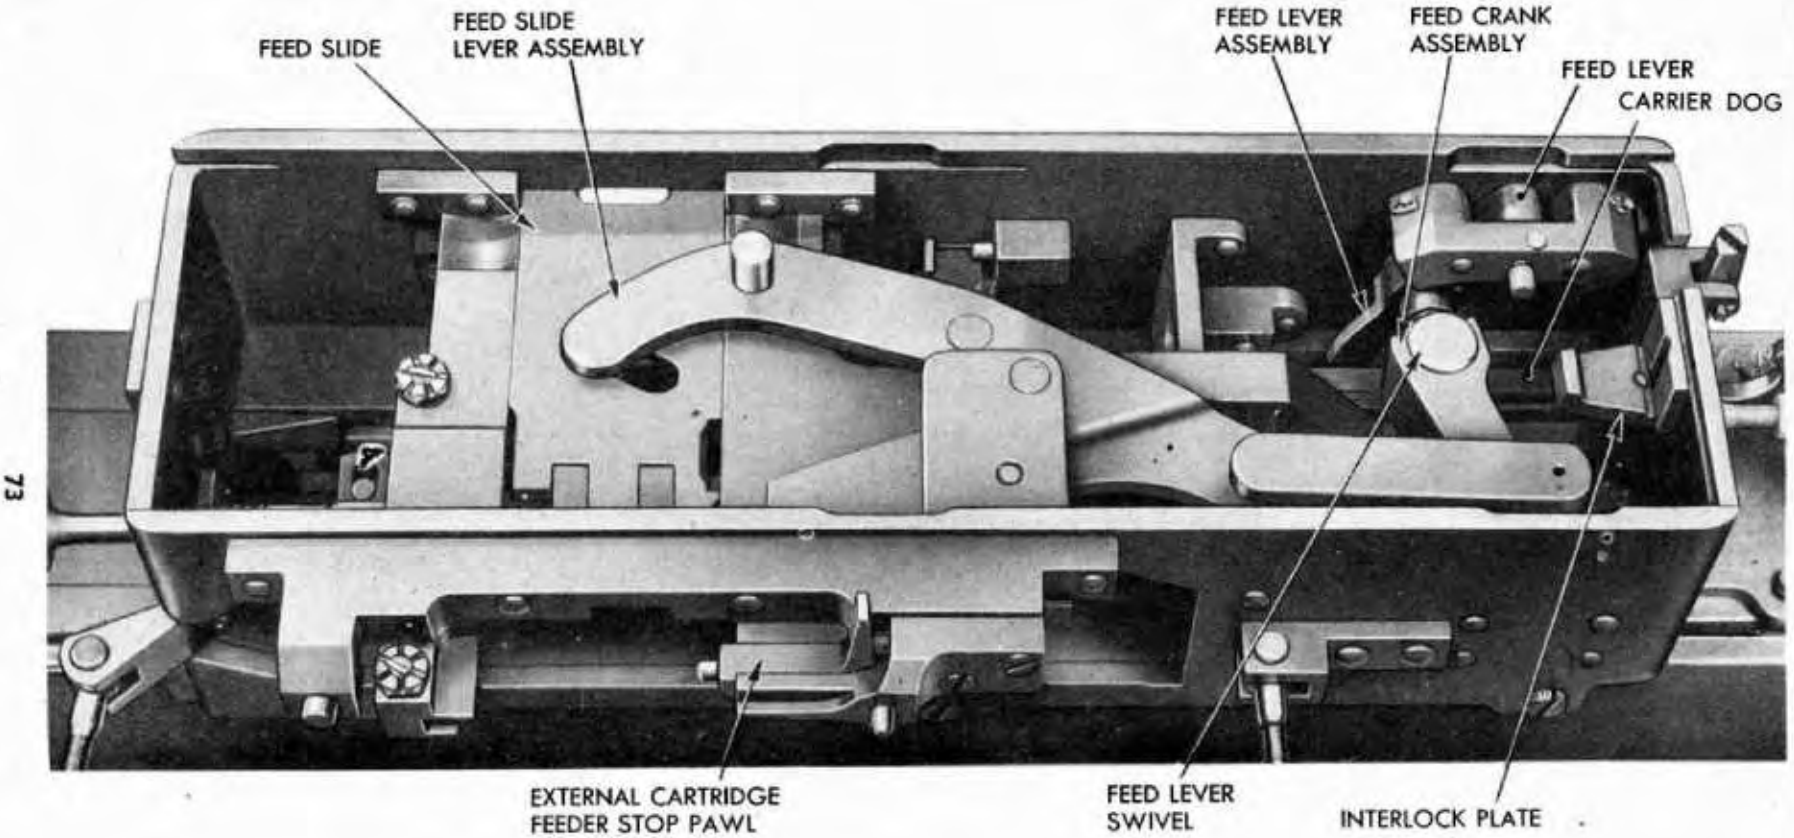 FEED SLIDE
FEED SLIDE
LEVER ASSEMBLY
FEED LEVER
ASSEMBLY
FEED CRANK
ASSEMBLY
FEED LEVER
CARRIER DOG
73
EXTERNAL CARTRIDGE
FEEDER STOP PAWL
FEED LEVER
SWIVEL
INTERLOCK PLATE